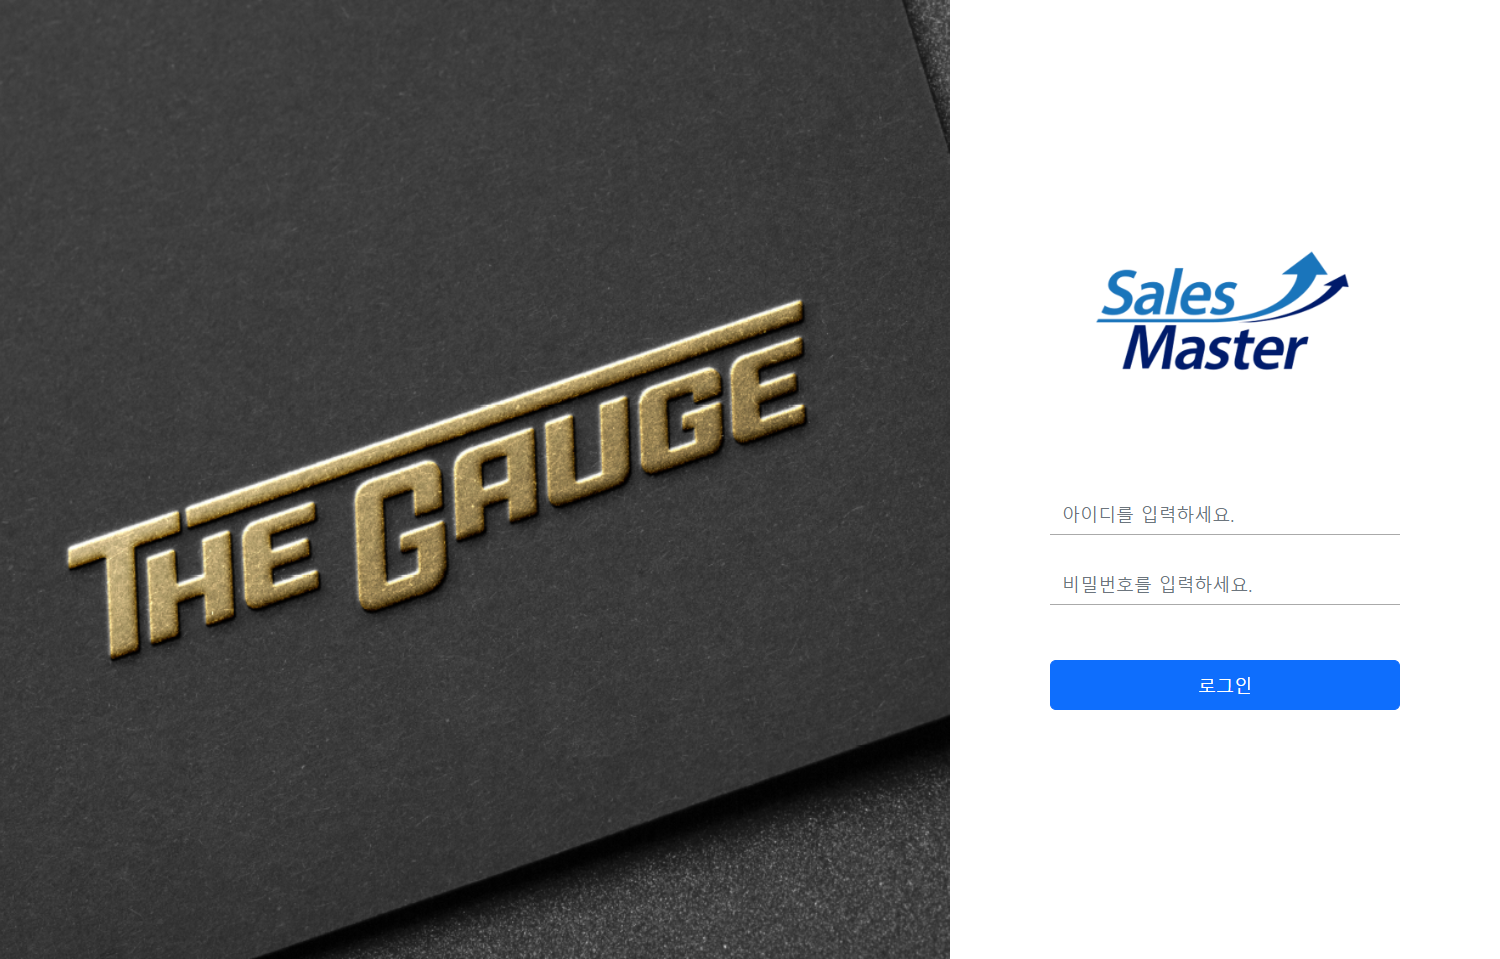 THE GAUGE
Sales
Master
아이디를 입력하세요.
비밀번호를 입력하세요.
로그인